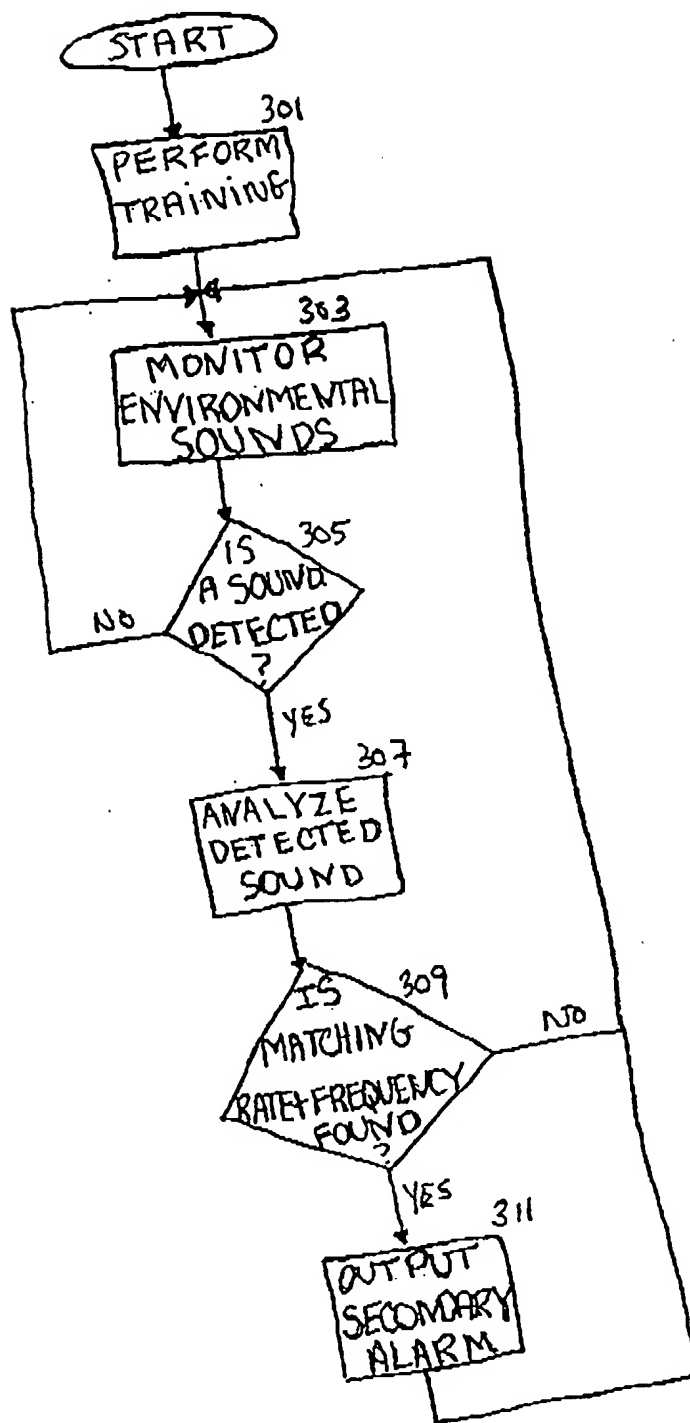 START
301
PERFORM
TRAINING
303
MONITOR
ENVIRONMENTAL
SOUNDS
305
IS
A SOUND
DETECTED
?
NO
YES
307
ANALYZE
DETECTED
SOUND
309
IS
MATCHING
RATE+FREQUENCY
FOUND
?
NO
YES
311
OUTPUT
SECONDARY
ALARM